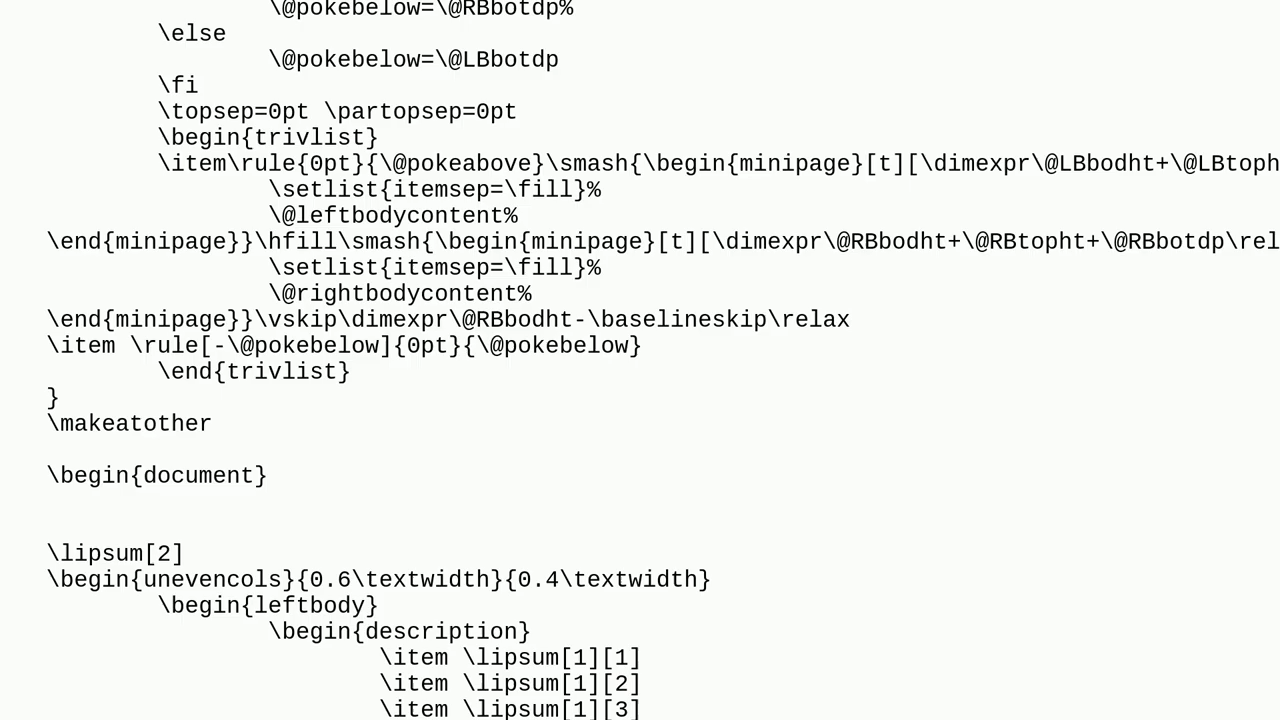 \@pokebelow=\@RBbotdp%
\else
\@pokebelow=\@LBbotdp
\fi
\topsep=0pt \partopsep=0pt
\begin{trivlist}
\item\rule{0pt}{\@pokeabove}\smash{\begin{minipage}[t][\dimexpr\@LBbodht+\@LBtoph
\setlist{itemsep=\fill}%
\@leftbodycontent%
\end{minipage}}\hfill\smash{\begin{minipage}[t][\dimexpr\@RBbodht+\@RBtopht+\@RBbotdp\rel
\setlist{itemsep=\fill}%
\@rightbodycontent%
\end{minipage}}\vskip\dimexpr\@RBbodht-\baselineskip\relax
\item \rule[-\@pokebelow]{0pt}{\@pokebelow}
\end{trivlist}
}
\makeatother
\begin{document}
\lipsum[2]
\begin{unevencols}{0.6\textwidth}{0.4\textwidth}
\begin{leftbody}
\begin{description}
\item \lipsum[1][1]
\item \lipsum[1][2]
\item \lipsum[1][3]